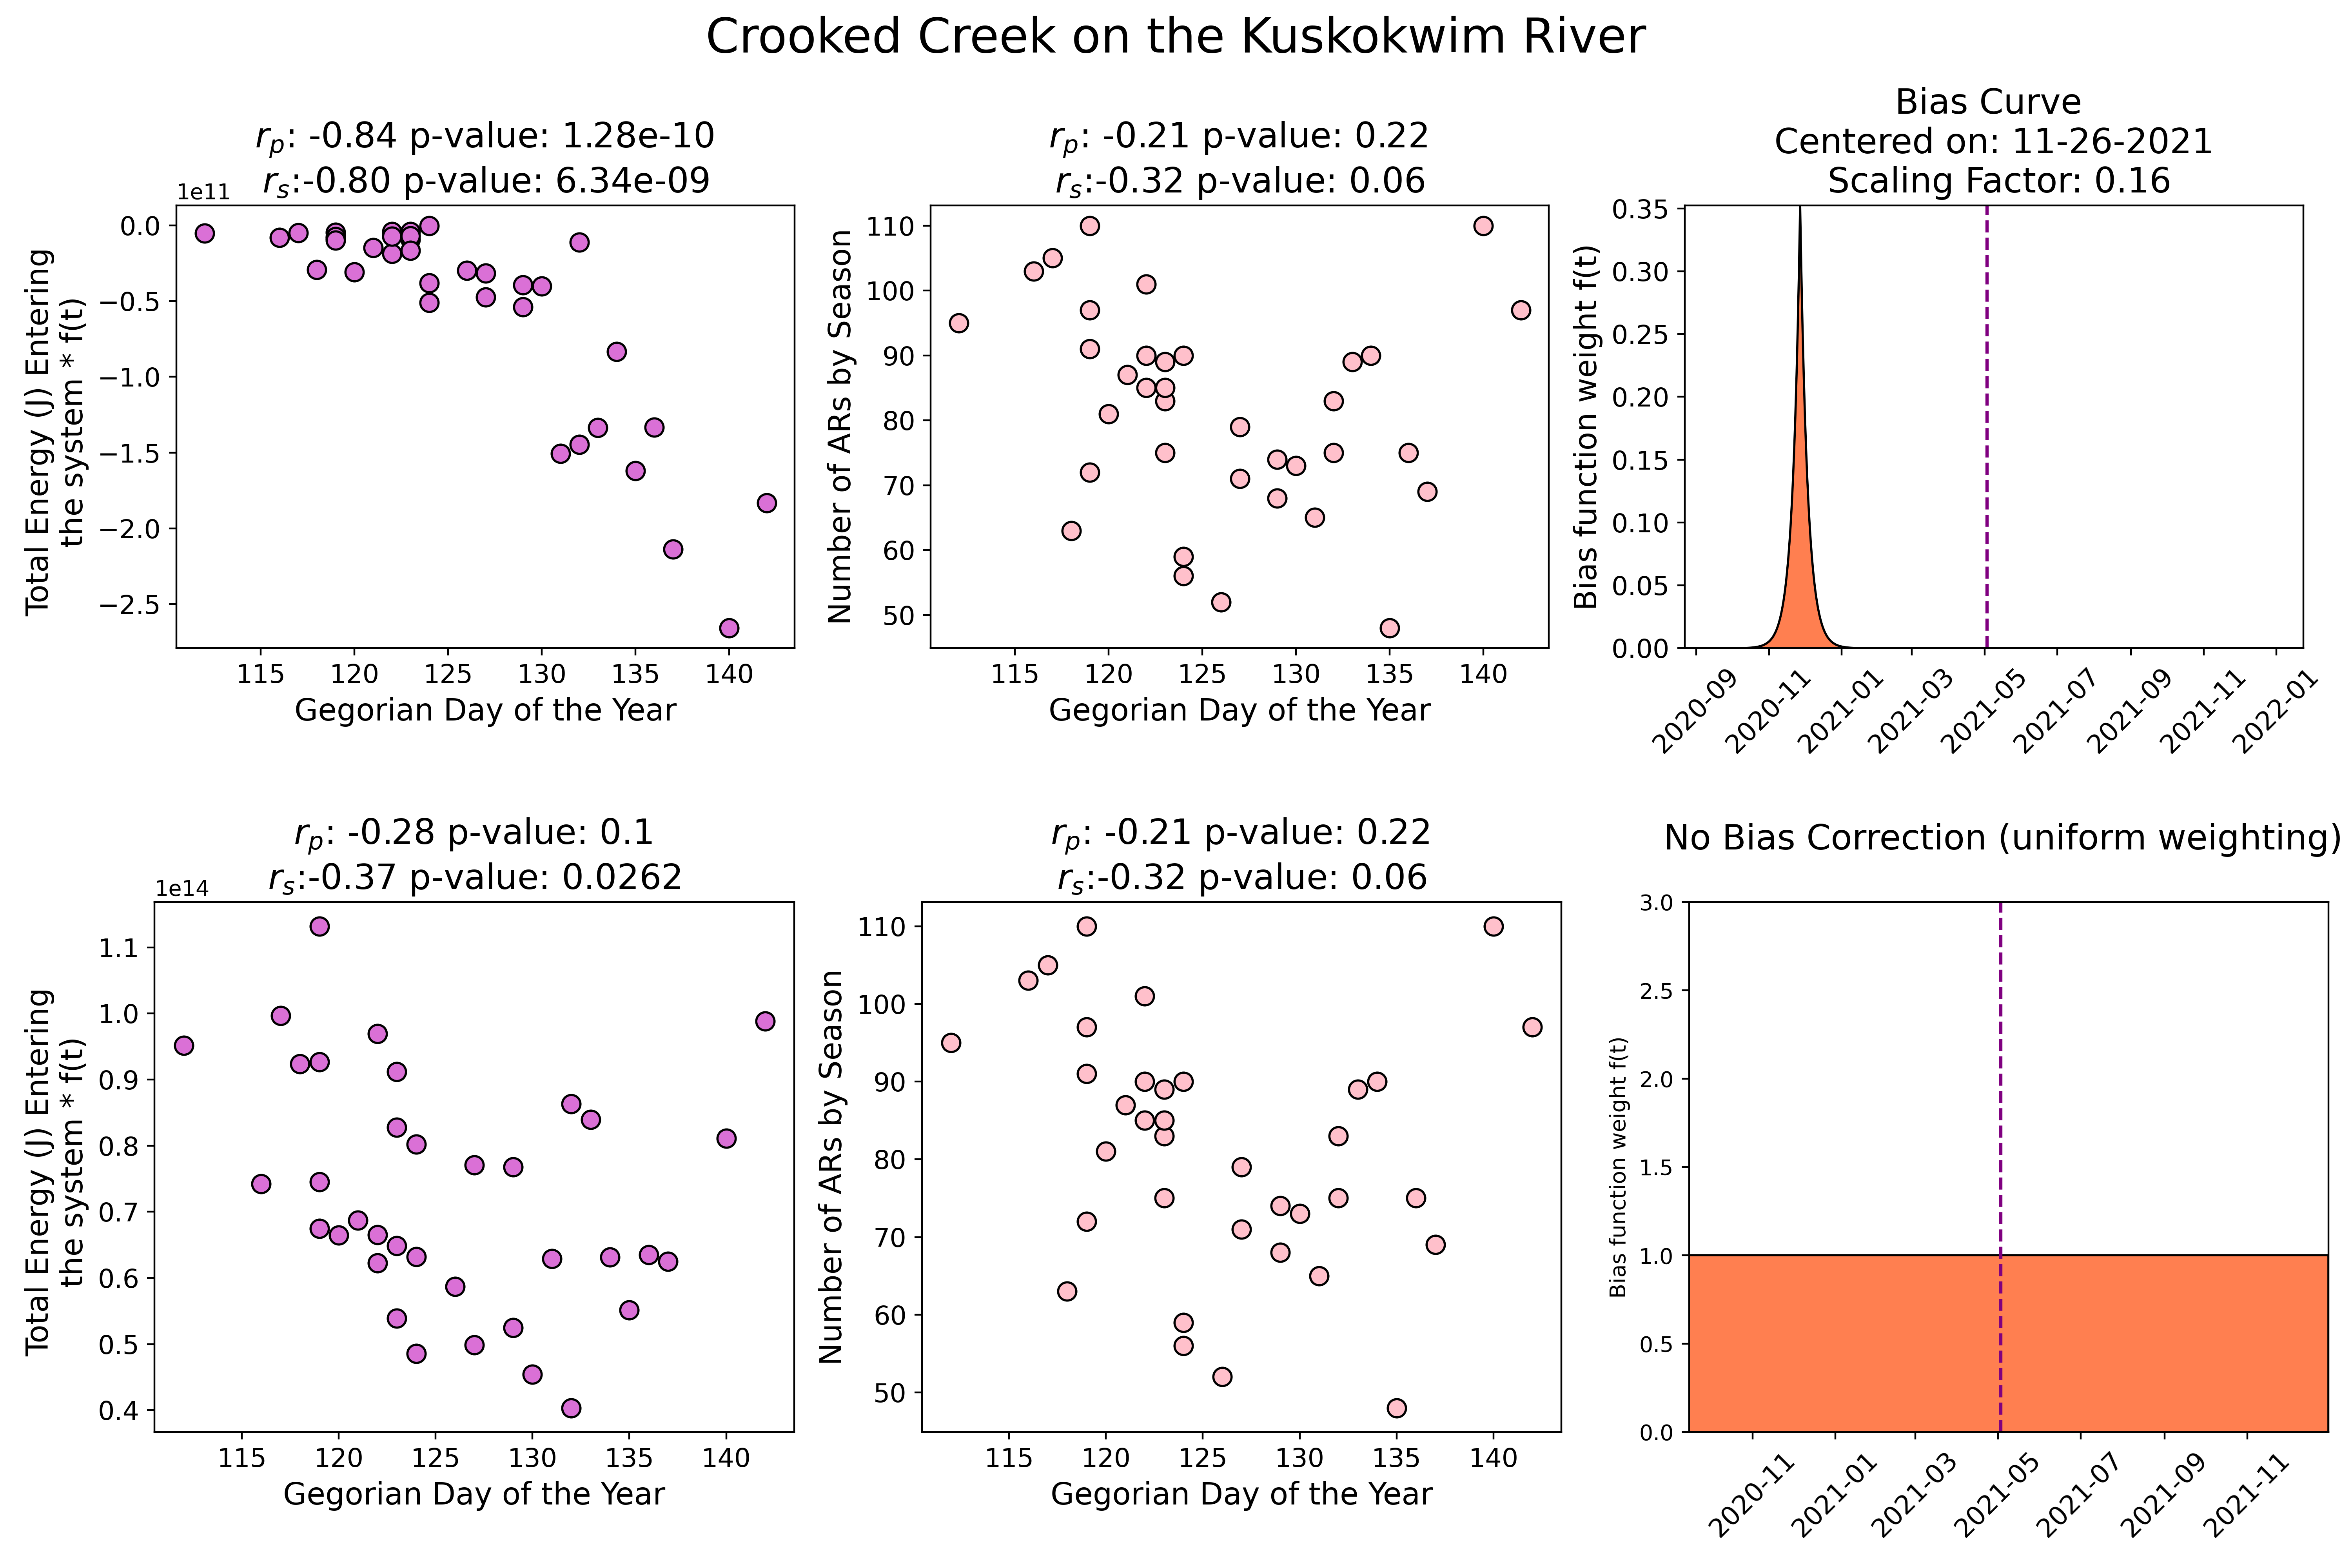 Crooked Creek on the Kuskokwim River
r_p: -0.84 p-value: 1.28e-10
r_s:-0.80 p-value: 6.34e-09
1e11
0.0
−0.5
−1.0
−1.5
−2.0
−2.5
Total Energy (J) Entering
the system * f(t)
115 120 125 130 135 140
Gegorian Day of the Year
r_p: -0.21 p-value: 0.22
r_s:-0.32 p-value: 0.06
110
100
90
80
70
60
50
Number of ARs by Season
115 120 125 130 135 140
Gegorian Day of the Year
Bias Curve
Centered on: 11-26-2021
Scaling Factor: 0.16
0.35
0.30
0.25
0.20
0.15
0.10
0.05
0.00
Bias function weight f(t)
2020-09 2020-11 2021-01 2021-03 2021-05 2021-07 2021-09 2021-11 2022-01
r_p: -0.28 p-value: 0.1
r_s:-0.37 p-value: 0.0262
1e14
1.1
1.0
0.9
0.8
0.7
0.6
0.5
0.4
Total Energy (J) Entering
the system * f(t)
115 120 125 130 135 140
Gegorian Day of the Year
r_p: -0.21 p-value: 0.22
r_s:-0.32 p-value: 0.06
110
100
90
80
70
60
50
Number of ARs by Season
115 120 125 130 135 140
Gegorian Day of the Year
No Bias Correction (uniform weighting)
3.0
2.5
2.0
1.5
1.0
0.5
0.0
Bias function weight f(t)
2020-11 2021-01 2021-03 2021-05 2021-07 2021-09 2021-11